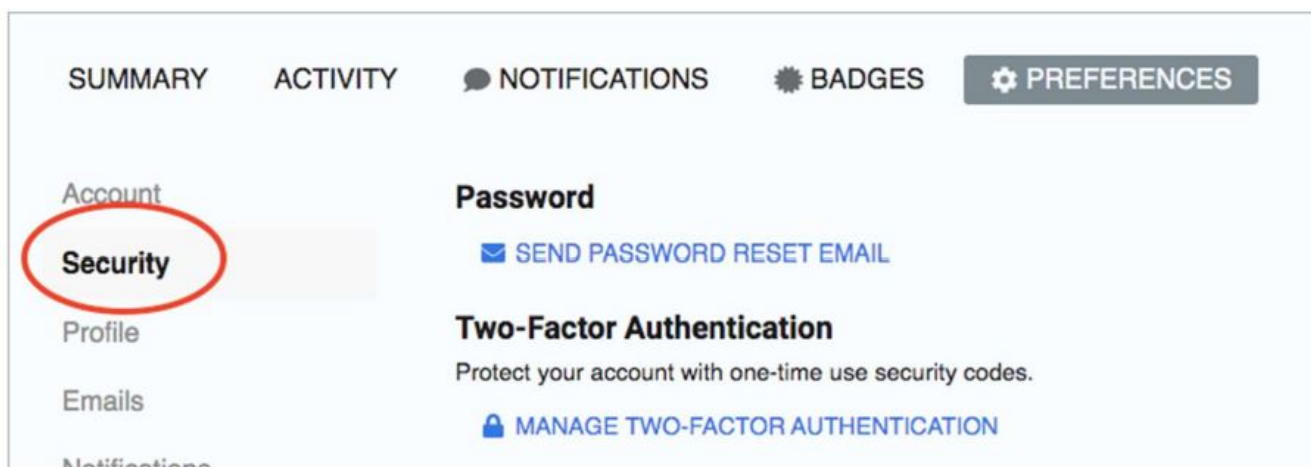 SUMMARY ACTIVITY NOTIFICATIONS BADGES PREFERENCES
Account
Security
Profile
Emails
Notifications
Password
SEND PASSWORD RESET EMAIL
Two-Factor Authentication
Protect your account with one-time use security codes.
MANAGE TWO-FACTOR AUTHENTICATION